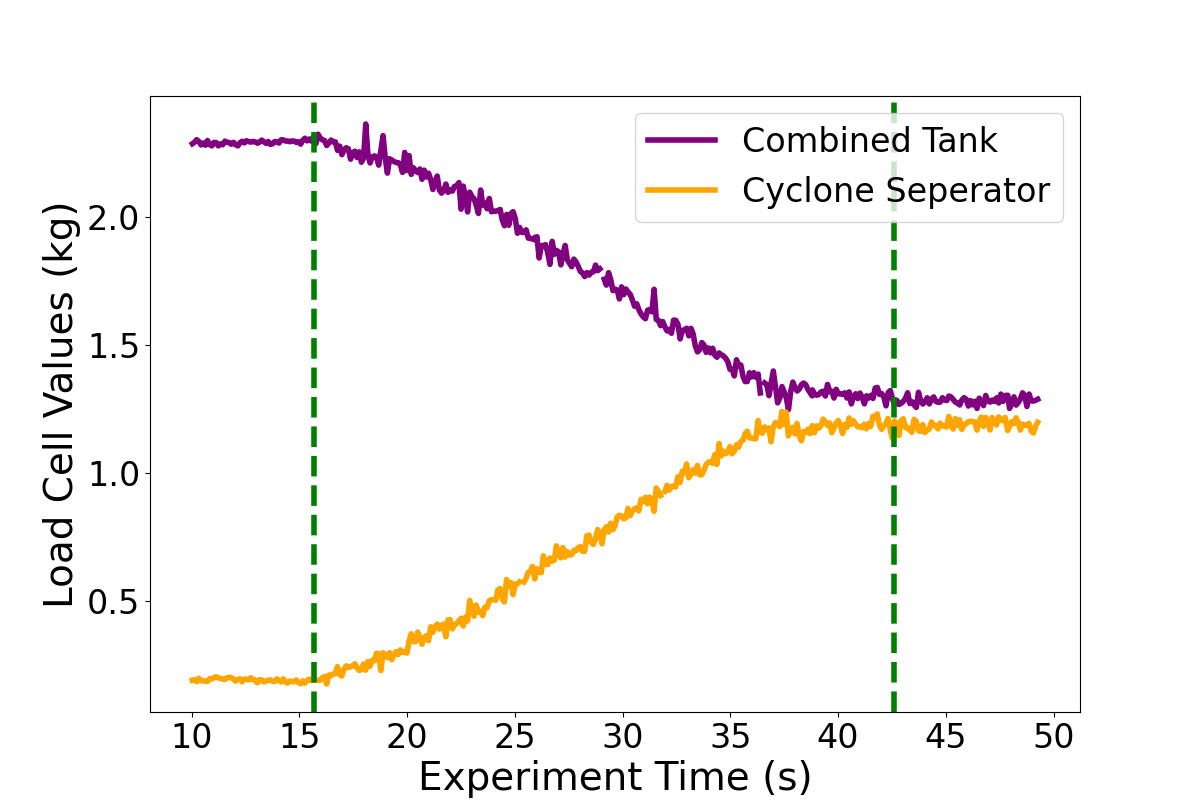 Combined Tank
Cyclone Seperator
Load Cell Values (kg)
2.0
1.5
1.0
0.5
10 15 20 25 30 35 40 45 50
Experiment Time (s)